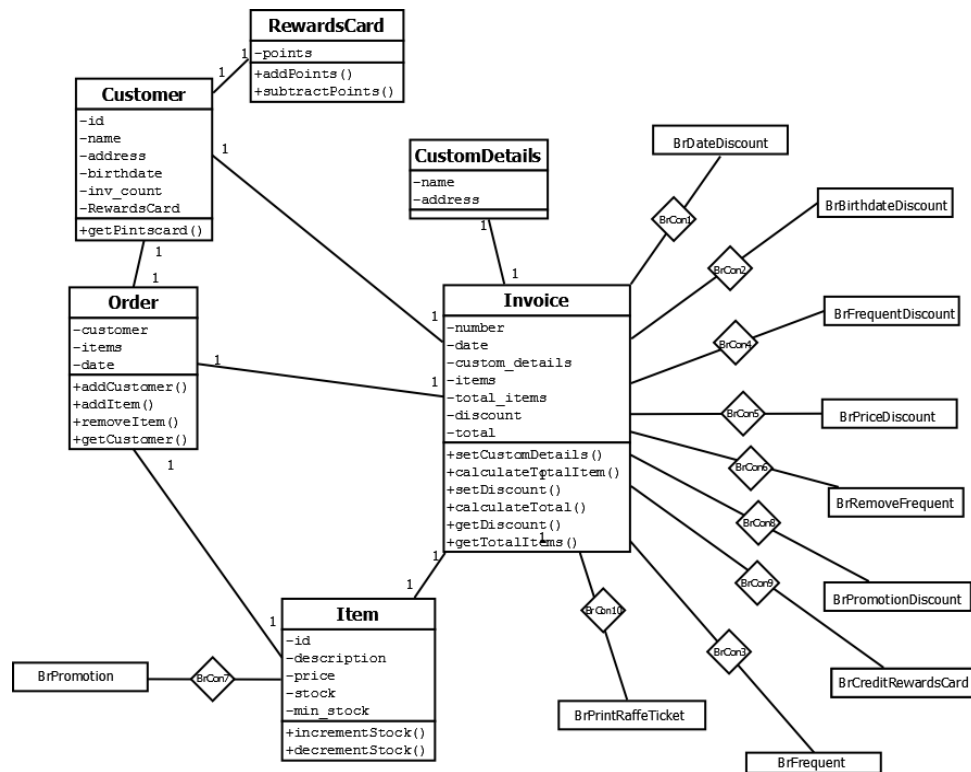 RewardsCard
-points
+addPoints()
+subtractPoints()
1
1
Customer
-id
-name
-address
-birthdate
-inv_count
-RewardsCard
+getPintscard()
1
1
1
1
CustomDetails
-name
-address
1
1
Order
-customer
-items
-date
+addCustomer()
+addItem()
+removeItem()
+getCustomer()
1
1
1
1
Invoice
-number
-date
-custom_details
-items
-total_items
-discount
-total
+setCustomDetails()
+calculateTotalItem()
+setDiscount()
+calculateTotal()
+getDiscount()
+getTotalItems()
1
1
1
Item
-id
-description
-price
-stock
-min_stock
+incrementStock()
+decrementStock()
BrPromotion
BrCon7
BrDateDiscount
BrCon1
BrBirthdateDiscount
BrCon2
BrFrequentDiscount
BrCon4
BrPriceDiscount
BrCon5
BrRemoveFrequent
BrCon6
BrPromotionDiscount
BrCon8
BrCreditRewardsCard
BrCon9
BrFrequent
BrCon3
BrPrintRaffeTicket
BrCon10